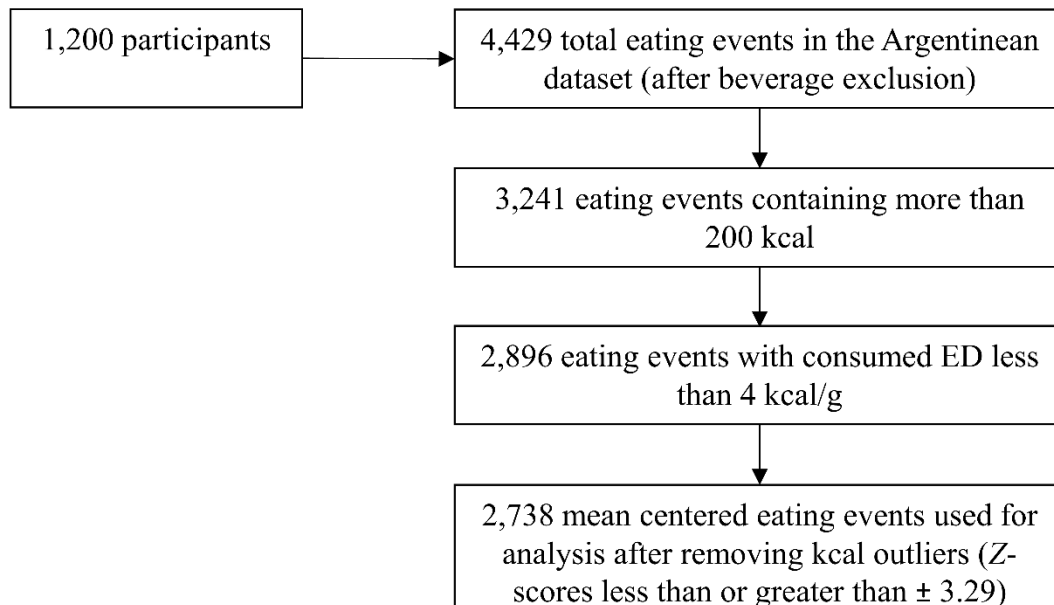 1,200 participants
4,429 total eating events in the Argentinean
dataset (after beverage exclusion)
3,241 eating events containing more than
200 kcal
2,896 eating events with consumed ED less
than 4 kcal/g
2,738 mean centered eating events used for
analysis after removing kcal outliers (Z-
scores less than or greater than ± 3.29)